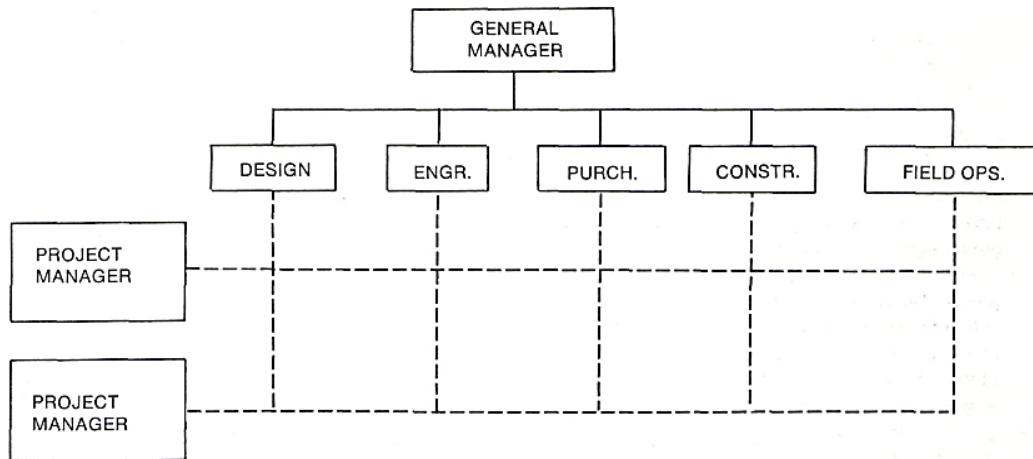 GENERAL
MANAGER
DESIGN
ENGR.
PURCH.
CONSTR.
FIELD OPS.
PROJECT
MANAGER
PROJECT
MANAGER